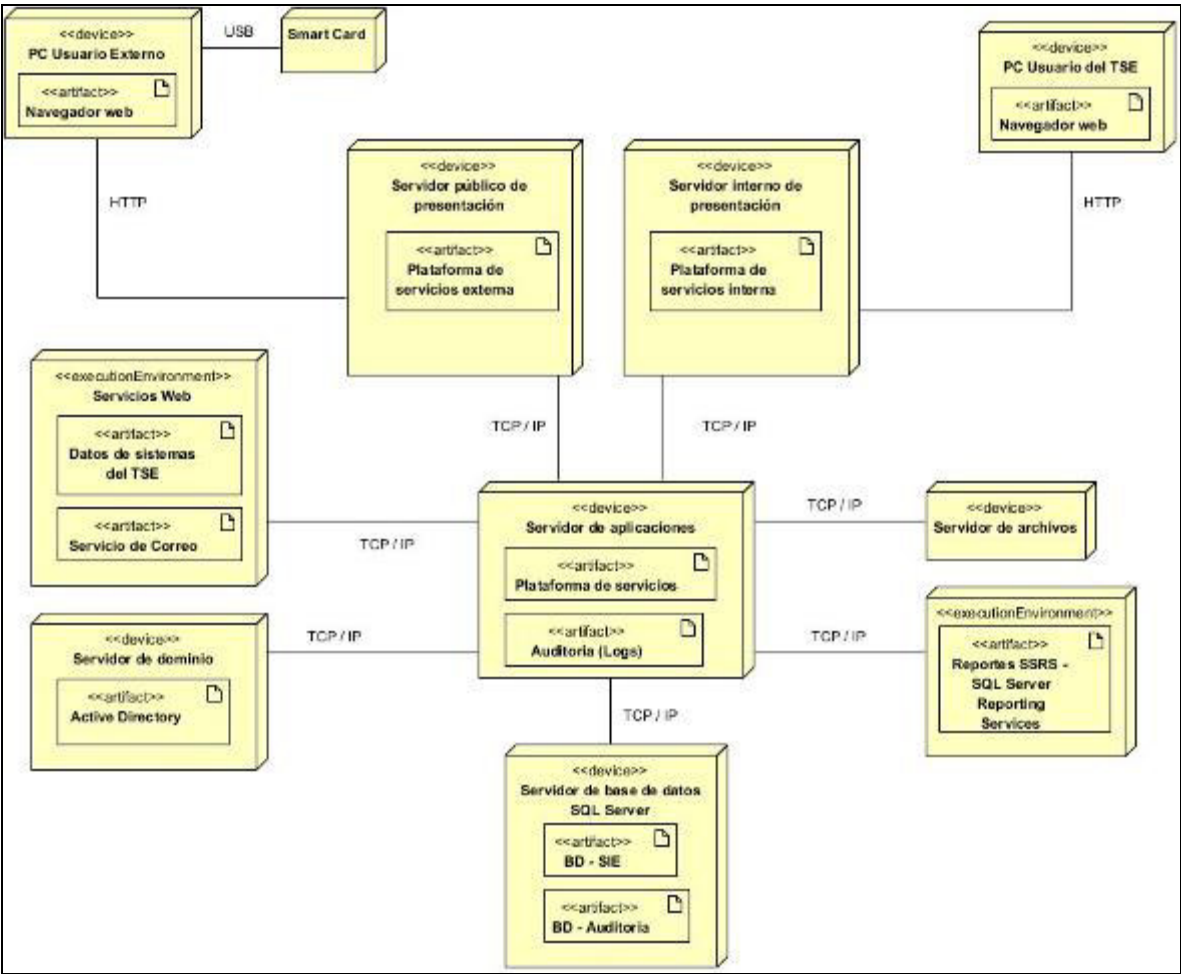 <<device>>
PC Usuario Externo
<<artifact>>
Navegador web
USB
Smart Card
<<device>>
PC Usuario del TSE
<<artifact>>
Navegador web
HTTP
HTTP
<<device>>
Servidor público de
presentación
<<artifact>>
Plataforma de
servicios externa
<<device>>
Servidor interno de
presentación
<<artifact>>
Plataforma de
servicios interna
TCP / IP
TCP / IP
<<executionEnvironment>>
Servicios Web
<<artifact>>
Datos de sistemas
del TSE
<<artifact>>
Servicio de Correo
TCP / IP
<<device>>
Servidor de aplicaciones
<<artifact>>
Plataforma de servicios
<<artifact>>
Auditoria (Logs)
TCP / IP
<<device>>
Servidor de archivos
<<device>>
Servidor de dominio
<<artifact>>
Active Directory
TCP / IP
TCP / IP
<<executionEnvironment>>
<<artifact>>
Reportes SSRS -
SQL Server
Reporting
Services
TCP / IP
<<device>>
Servidor de base de datos
SQL Server
<<artifact>>
BD - SIE
<<artifact>>
BD - Auditoria